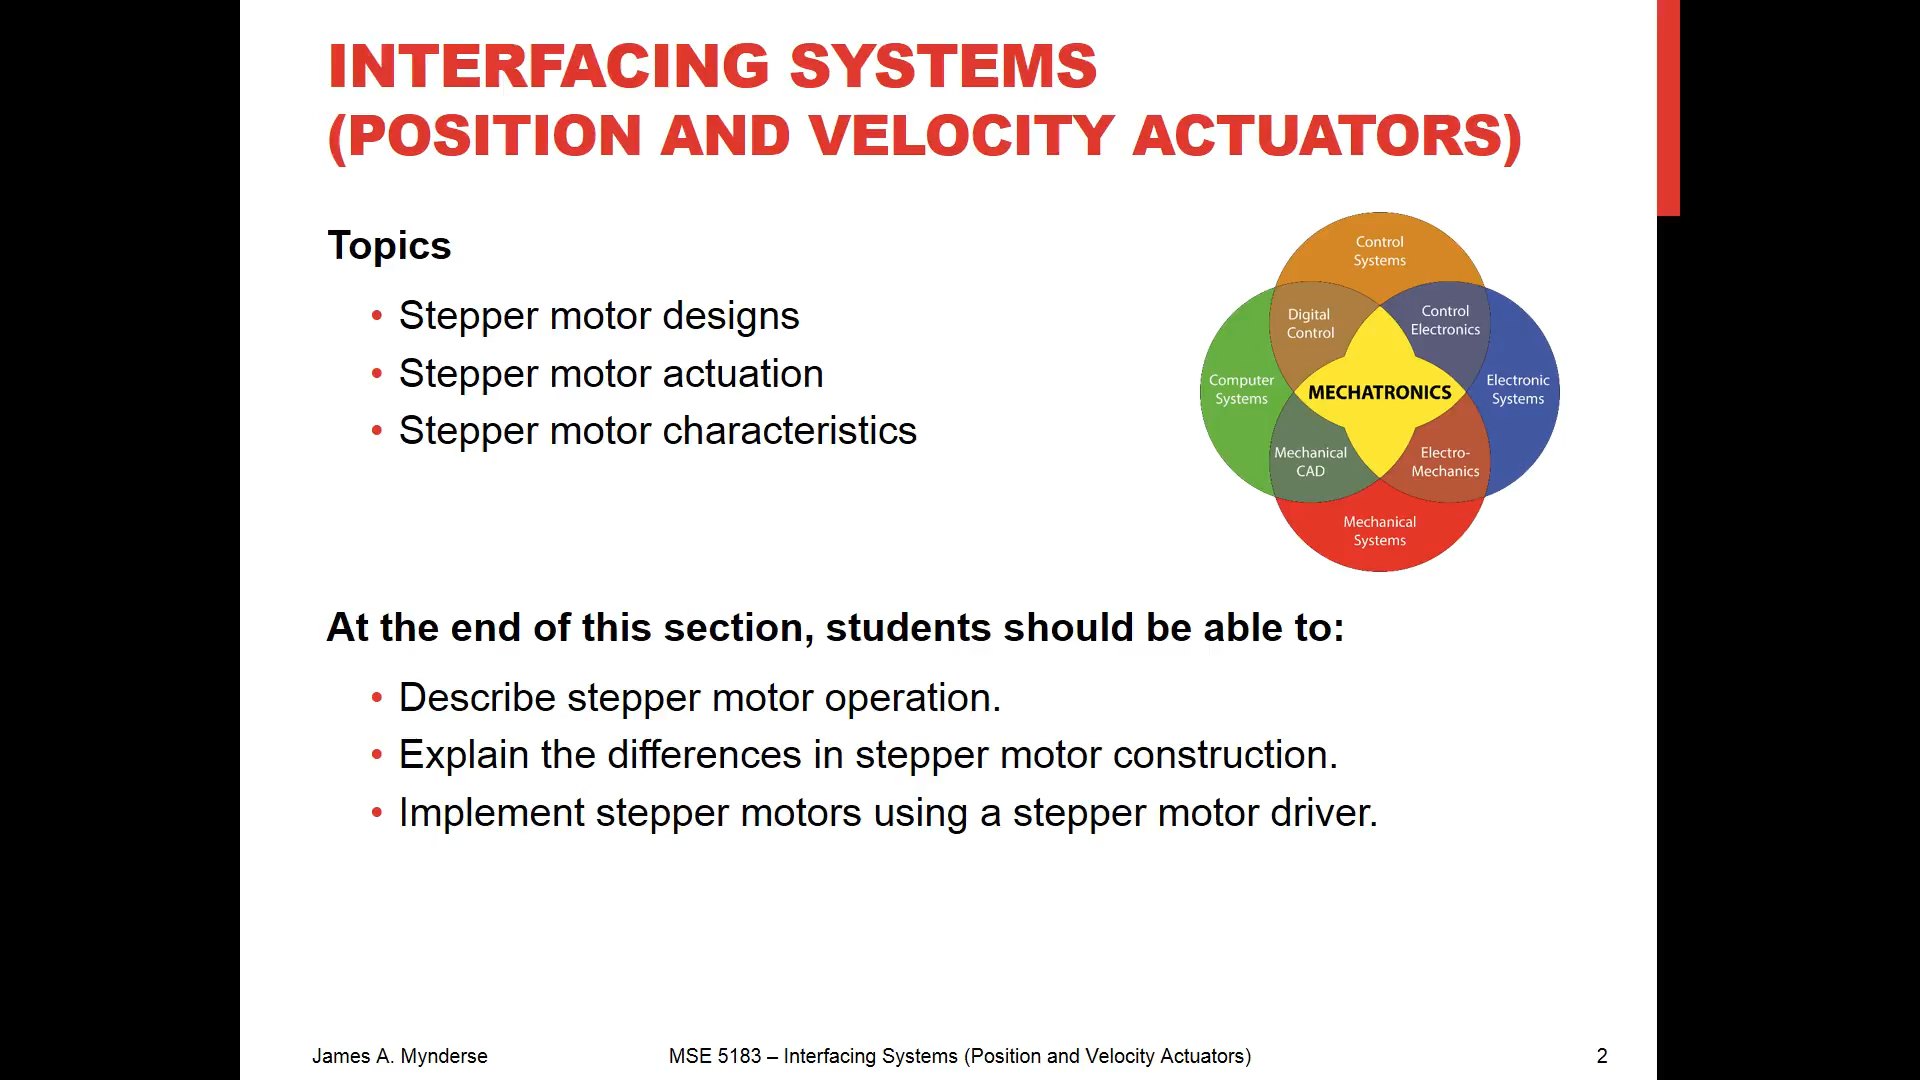 INTERFACING SYSTEMS
(POSITION AND VELOCITY ACTUATORS)
Topics
• Stepper motor designs
• Stepper motor actuation
• Stepper motor characteristics
Control
Systems
Digital
Control
Control
Electronics
Computer
Systems
MECHATRONICS
Electronic
Systems
Mechanical
CAD
Electro-
Mechanics
Mechanical
Systems
At the end of this section, students should be able to:
• Describe stepper motor operation.
• Explain the differences in stepper motor construction.
• Implement stepper motors using a stepper motor driver.
James A. Mynderse
MSE 5183 – Interfacing Systems (Position and Velocity Actuators)
2